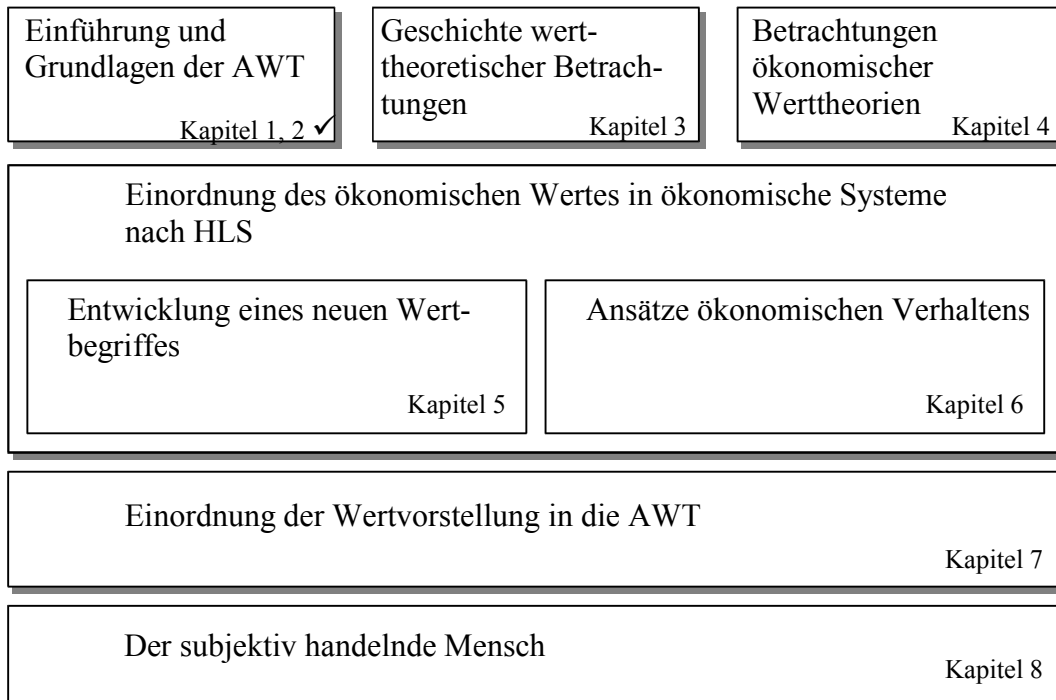 Einführung und
Grundlagen der AWT
Kapitel 1, 2 ✓
Geschichte wert-
theoretischer Betrach-
tungen
Kapitel 3
Betrachtungen
ökonomischer
Werttheorien
Kapitel 4
Einordnung des ökonomischen Wertes in ökonomische Systeme
nach HLS
Entwicklung eines neuen Wert-
begriffes
Kapitel 5
Ansätze ökonomischen Verhaltens
Kapitel 6
Einordnung der Wertvorstellung in die AWT
Kapitel 7
Der subjektiv handelnde Mensch
Kapitel 8